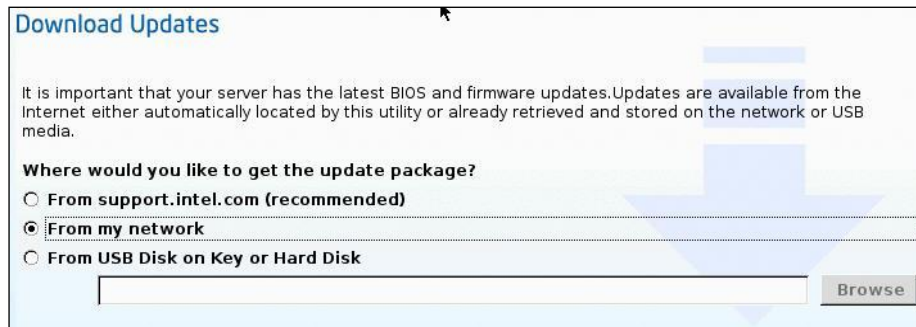 Download Updates
It is important that your server has the latest BIOS and firmware updates.Updates are available from the
Internet either automatically located by this utility or already retrieved and stored on the network or USB
media.
Where would you like to get the update package?
From support.intel.com (recommended)
From my network
From USB Disk on Key or Hard Disk
Browse